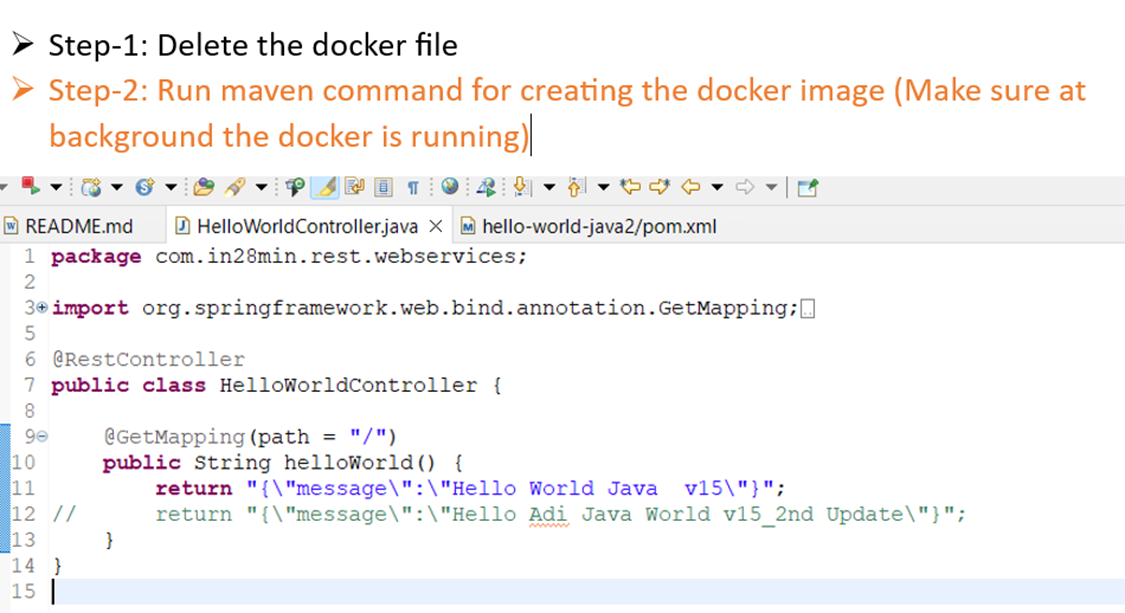 ➤ Step-1: Delete the docker file
➤ Step-2: Run maven command for creating the docker image (Make sure at
background the docker is running)
README.md HelloWorldController.java hello-world-java2/pom.xml
1 package com.in28min.rest.webservices;
2
3 import org.springframework.web.bind.annotation.GetMapping;
5
6 @RestController
7 public class HelloWorldController {
8
9 @GetMapping(path = "/")
10 public String helloWorld() {
11 return "{\"message\":\"Hello World Java  v15\"}";
12 // return "{\"message\":\"Hello Adi Java World v15_2nd Update\"}";
13 }
14 }
15